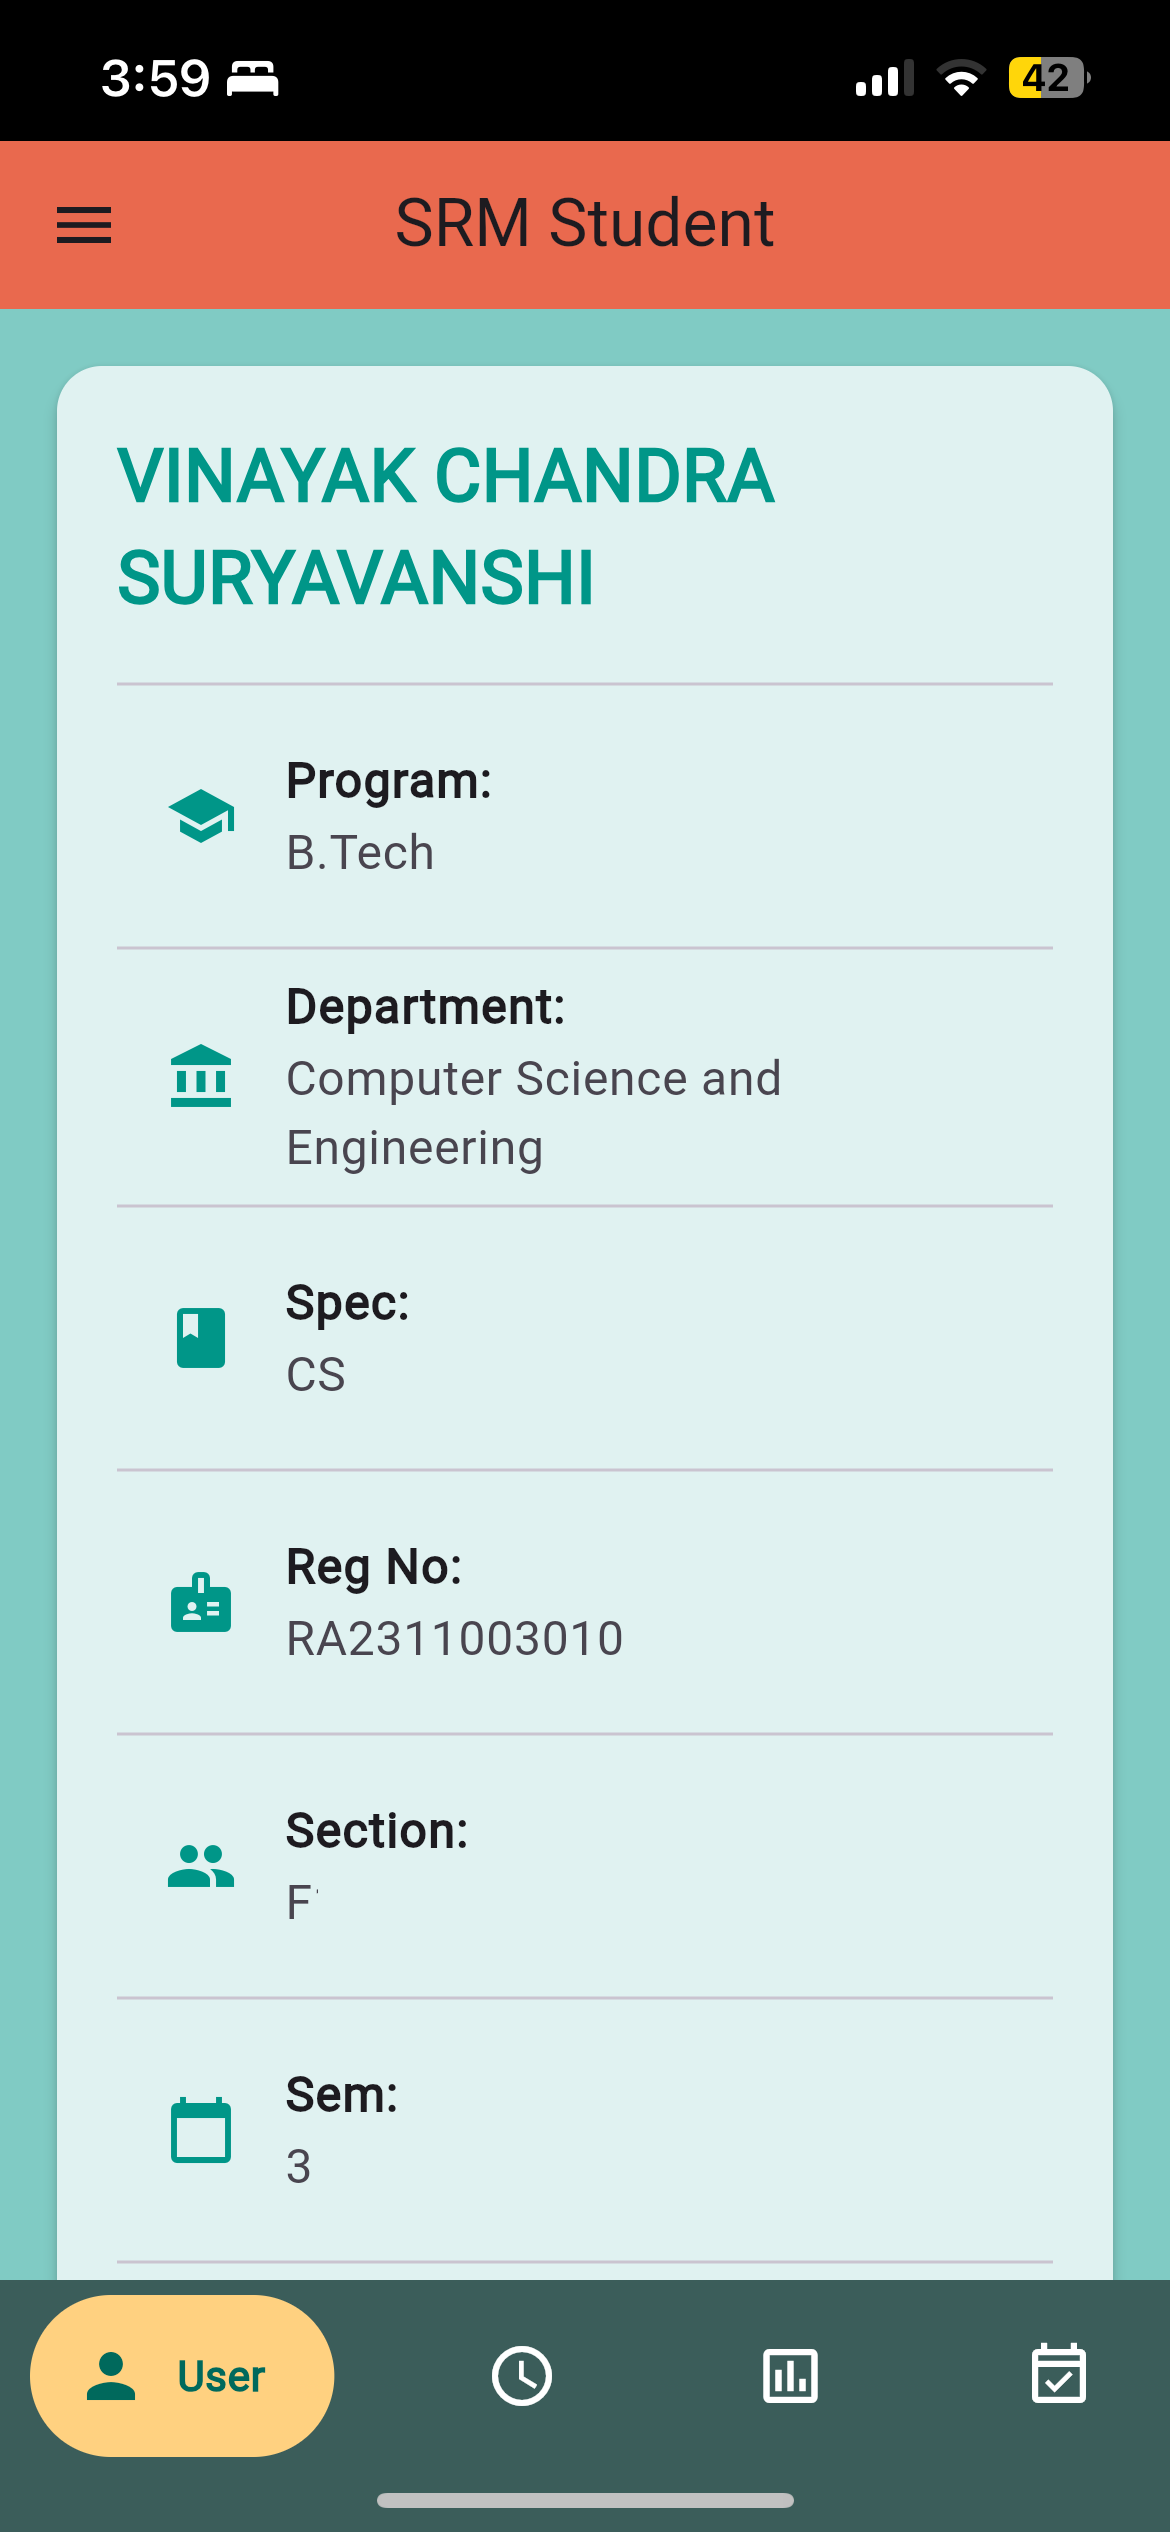 3:59
42
SRM Student
VINAYAK CHANDRA
SURYAVANSHI
Program:
B.Tech
Department:
Computer Science and
Engineering
Spec:
CS
Reg No:
RA2311003010
Section:
Sem:
3
User